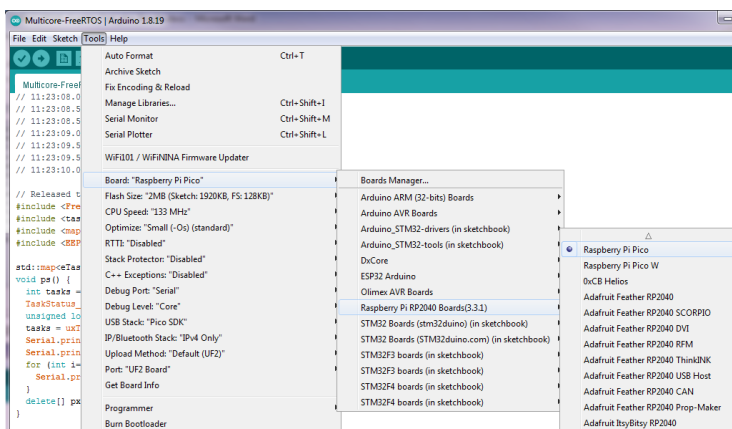 Multicore-FreeRTOS | Arduino 1.8.19
File Edit Sketch Tools Help
Multicore-FreeR
// 11:23:08.0
// 11:23:08.5
// 11:23:08.5
// 11:23:09.0
// 11:23:09.5
// 11:23:09.5
// 11:23:10.0
// Released t
#include <Fre
#include <tas
#include <map
#include <EEP
std::map<eTas
void ps() {
int tasks =
TaskStatus_
unsigned lo
tasks = uxT
Serial.prin
Serial.prin
for (int i=
Serial.pr
}
delete[] px
}
Auto Format Ctrl+T
Archive Sketch
Fix Encoding & Reload
Manage Libraries... Ctrl+Shift+I
Serial Monitor Ctrl+Shift+M
Serial Plotter Ctrl+Shift+L
WiFi101 / WiFiNINA Firmware Updater
Board: "Raspberry Pi Pico"
Flash Size: "2MB (Sketch: 1920KB, FS: 128KB)"
CPU Speed: "133 MHz"
Optimize: "Small (-Os) (standard)"
RTTI: "Disabled"
Stack Protector: "Disabled"
C++ Exceptions: "Disabled"
Debug Port: "Serial"
Debug Level: "Core"
USB Stack: "Pico SDK"
IP/Bluetooth Stack: "IPv4 Only"
Upload Method: "Default (UF2)"
Port: "UF2 Board"
Get Board Info
Programmer
Burn Bootloader
Boards Manager...
Arduino ARM (32-bits) Boards
Arduino AVR Boards
Arduino_STM32-drivers (in sketchbook)
Arduino_STM32-tools (in sketchbook)
DxCore
ESP32 Arduino
Olimex AVR Boards
Raspberry Pi RP2040 Boards(3.3.1)
STM32 Boards (stm32duino) (in sketchbook)
STM32 Boards (STM32duino.com) (in sketchbook)
STM32F3 boards (in sketchbook)
STM32F3 boards (in sketchbook)
STM32F4 boards (in sketchbook)
STM32F4 boards (in sketchbook)
Raspberry Pi Pico
Raspberry Pi Pico W
0xCB Helios
Adafruit Feather RP2040
Adafruit Feather RP2040 SCORPIO
Adafruit Feather RP2040 DVI
Adafruit Feather RP2040 RFM
Adafruit Feather RP2040 ThinkINK
Adafruit Feather RP2040 USB Host
Adafruit Feather RP2040 CAN
Adafruit Feather RP2040 Prop-Maker
Adafruit ItsyBitsy RP2040